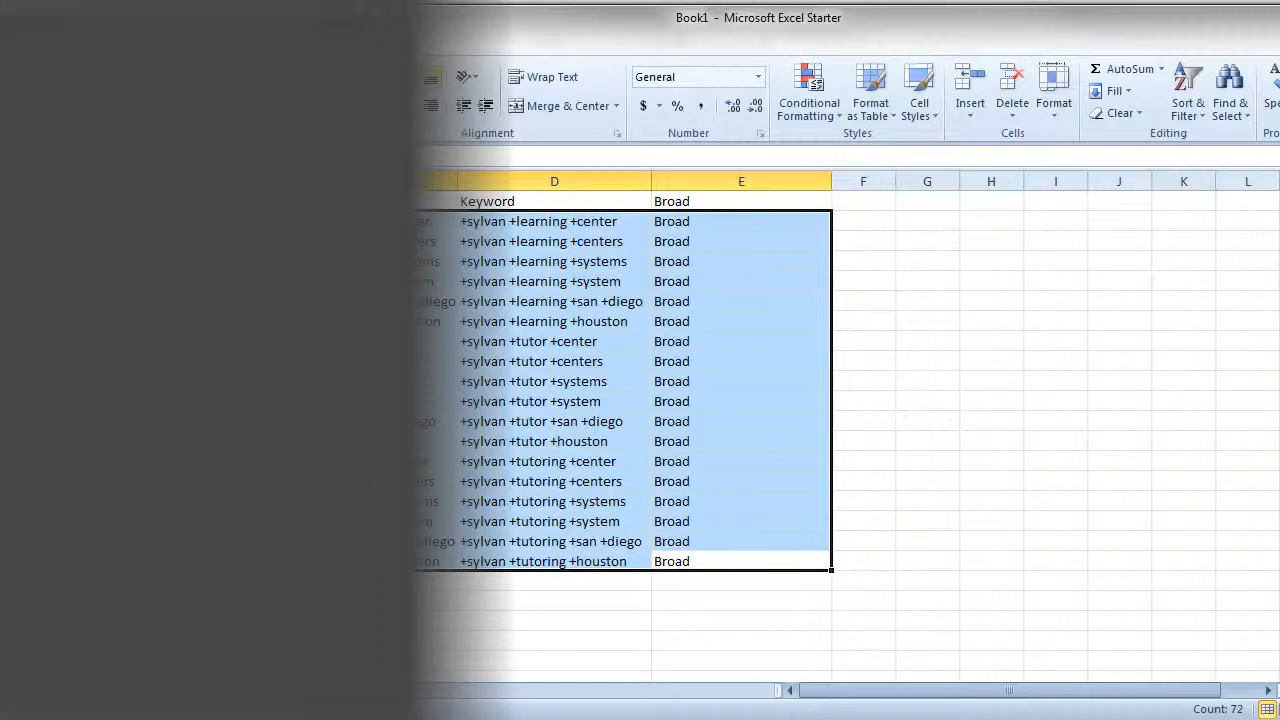 Book1 - Microsoft Excel Starter
Wrap Text
General
AutoSum
Merge & Center
$ % ,
Conditional Formatting
Format as Table
Cell Styles
Insert
Delete
Format
Fill
Clear
Sort & Filter
Find & Select
Alignment
Number
Styles
Cells
Editing
D E F G H I J K L
Keyword Broad
+sylvan +learning +center Broad
+sylvan +learning +centers Broad
+sylvan +learning +systems Broad
+sylvan +learning +system Broad
+sylvan +learning +san +diego Broad
+sylvan +learning +houston Broad
+sylvan +tutor +center Broad
+sylvan +tutor +centers Broad
+sylvan +tutor +systems Broad
+sylvan +tutor +system Broad
+sylvan +tutor +san +diego Broad
+sylvan +tutor +houston Broad
+sylvan +tutoring +center Broad
+sylvan +tutoring +centers Broad
+sylvan +tutoring +systems Broad
+sylvan +tutoring +system Broad
+sylvan +tutoring +san +diego Broad
+sylvan +tutoring +houston Broad
Count: 72